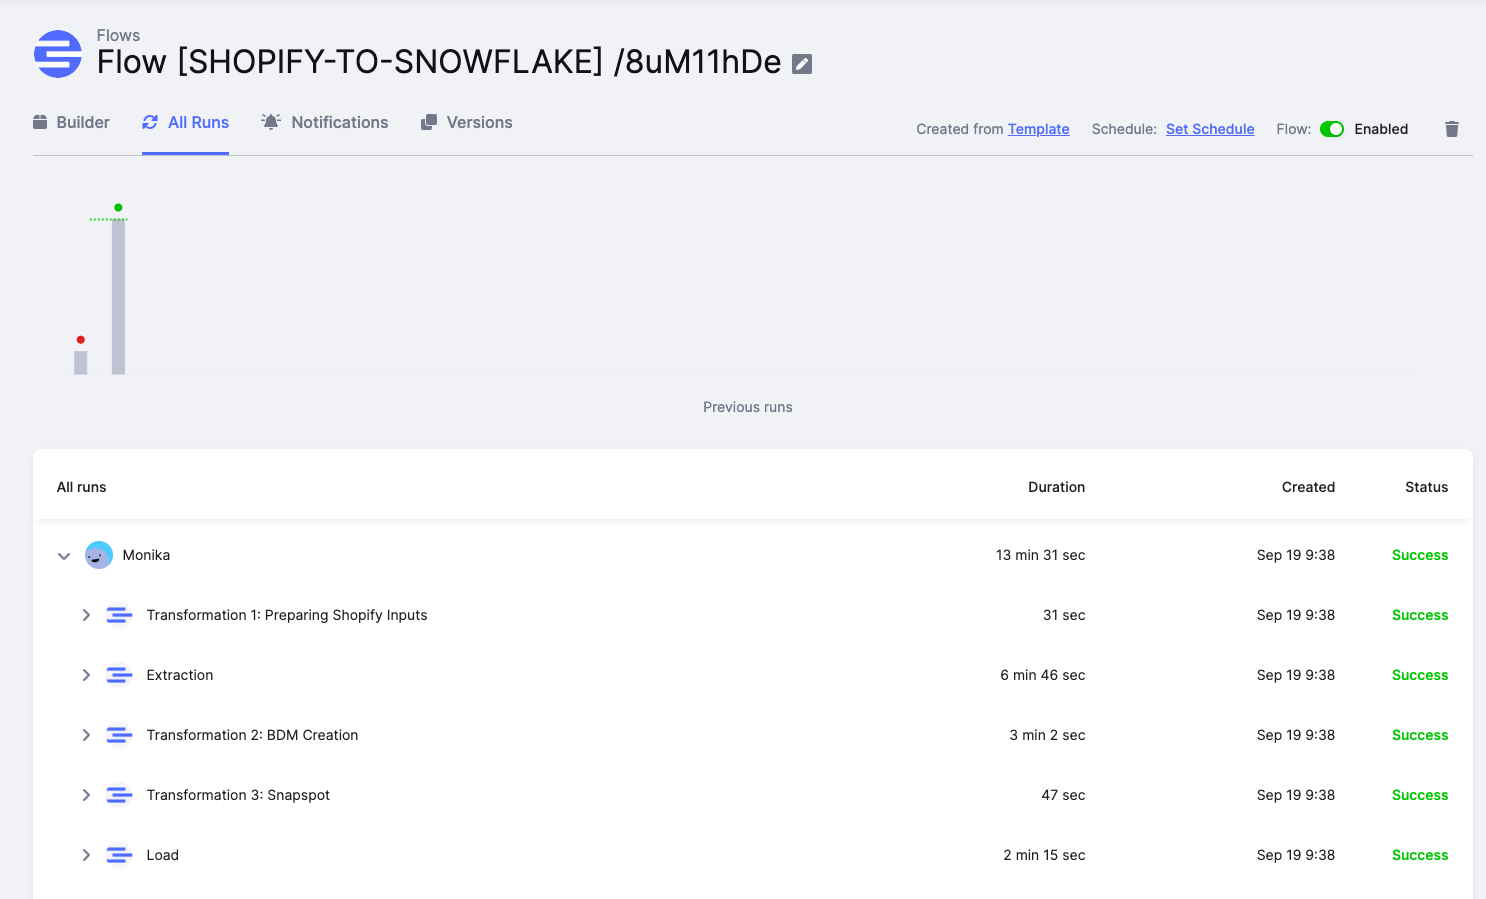 Flows
Flow [SHOPIFY-TO-SNOWFLAKE] /8uM11hDe
Builder All Runs Notifications Versions Created from Template Schedule: Set Schedule Flow: Enabled
Previous runs
All runs Duration Created Status
Monika 13 min 31 sec Sep 19 9:38 Success
Transformation 1: Preparing Shopify Inputs 31 sec Sep 19 9:38 Success
Extraction 6 min 46 sec Sep 19 9:38 Success
Transformation 2: BDM Creation 3 min 2 sec Sep 19 9:38 Success
Transformation 3: Snapspot 47 sec Sep 19 9:38 Success
Load 2 min 15 sec Sep 19 9:38 Success